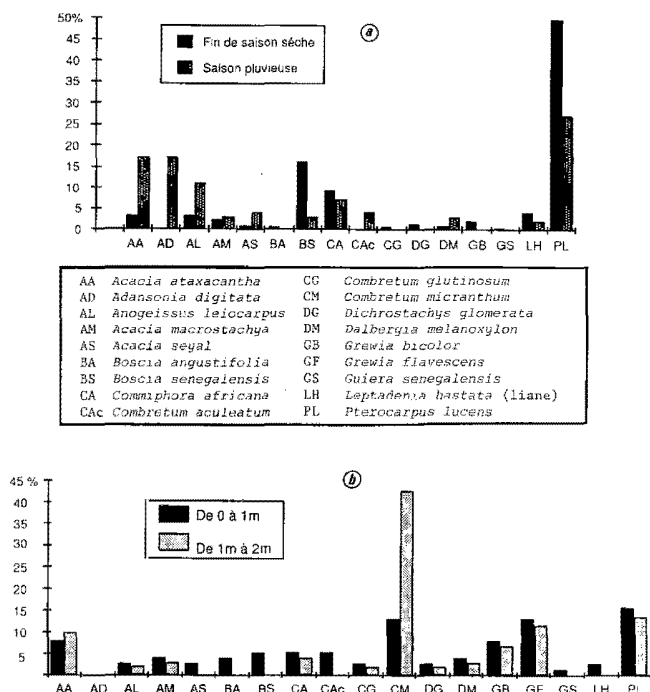 50%
a
Fin de saison sèche
Saison pluvieuse
45
40
35
30
25
20
15
10
5
AA AD AL AM AS BA BS CA CAc CG DG DM GB GS LH PL
AA Acacia ataxacantha CG Combretum glutinosum
AD Adansonia digitata CM Combretum micranthum
AL Anogeissus leiocarpus DG Dichrostachys glomerata
AM Acacia macrostachya DM Dalbergia melanoxylon
AS Acacia seyal GB Grewia bicolor
BA Boscia angustifolia GF Grewia flavescens
BS Boscia senegalensis GS Guiera senegalensis
CA Commiphora africana LH Leptadenia hastata (liane)
CAc Combretum aculeatum PL Pterocarpus lucens
45 %
b
40
De 0 à 1m
35
De 1m à 2m
30
25
20
15
10
5
AA AD AL AM AS BA BS CA CAc CG CM DG DM GB GF GS LH PL